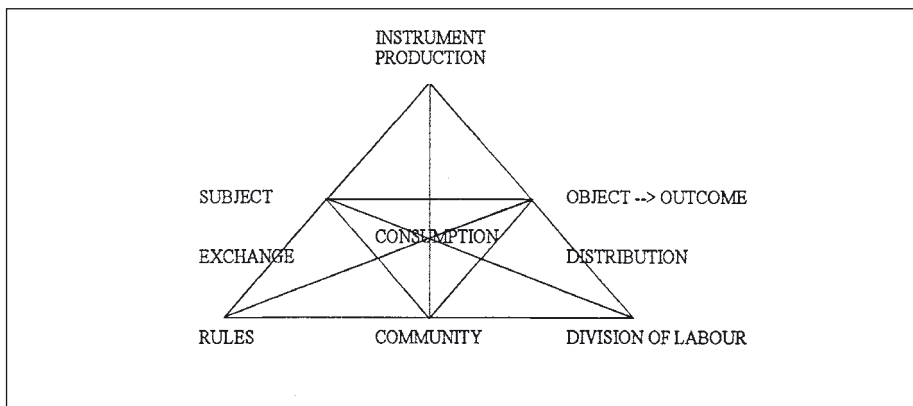 INSTRUMENT
PRODUCTION
SUBJECT
OBJECT --> OUTCOME
CONSUMPTION
EXCHANGE
DISTRIBUTION
RULES
COMMUNITY
DIVISION OF LABOUR